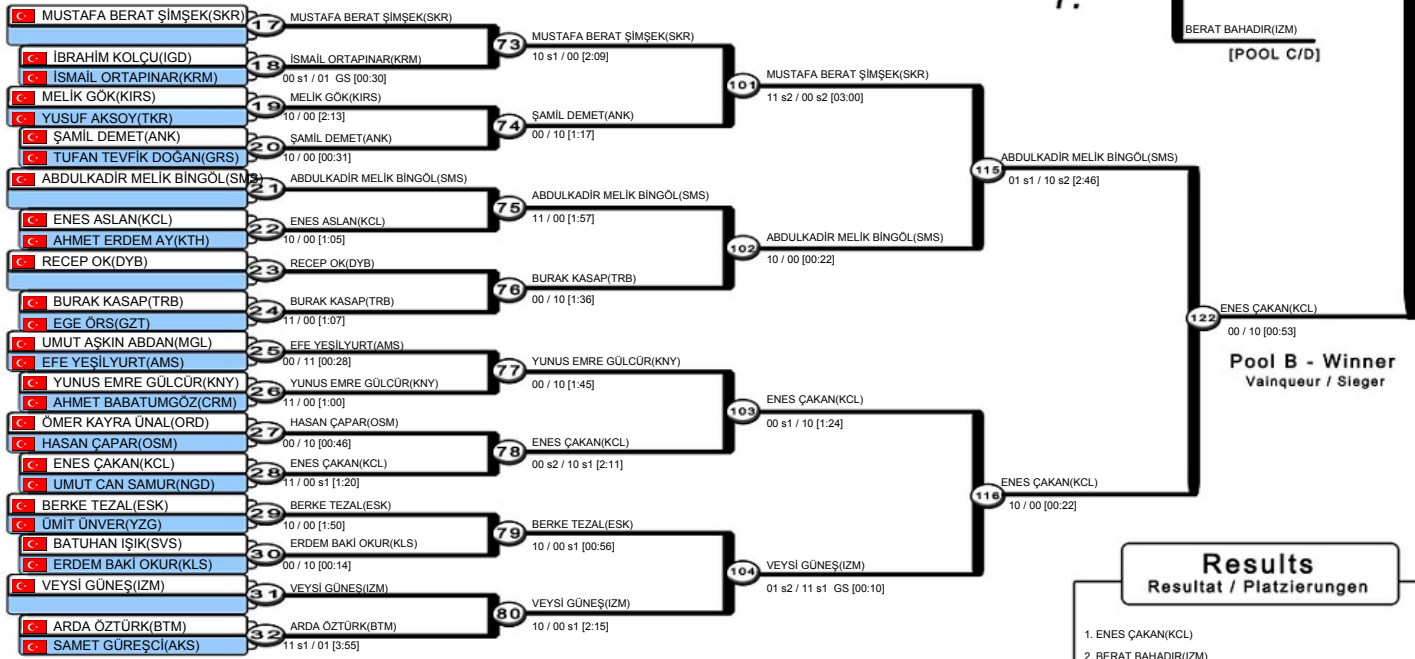 MUSTAFA BERAT ŞİMŞEK(SKR)
İBRAHİM KOLÇU(IGD)
İSMAİL ORTAPINAR(KRM)
MELİK GÖK(KIRS)
YUSUF AKSOY(TKR)
ŞAMİL DEMET(ANK)
TUFAN TEVFİK DOĞAN(GRS)
ABDULKADİR MELİK BİNGÖL(SMS)
ENES ASLAN(KCL)
AHMET ERDEM AY(KTH)
RECEP OK(DYB)
BURAK KASAP(TRB)
EGE ÖRS(GZT)
UMUT AŞKIN ABDAN(MGL)
EFE YEŞİLYURT(AMS)
YUNUS EMRE GÜLCÜR(KNY)
AHMET BABATUMGÖZ(CRM)
ÖMER KAYRA ÜNAL(ORD)
HASAN ÇAPAR(OSM)
ENES ÇAKAN(KCL)
UMUT CAN SAMUR(NGD)
BERKE TEZAL(ESK)
ÜMİT ÜNVER(YZG)
BATUHAN IŞIK(SVS)
ERDEM BAKİ OKUR(KLS)
VEYSİ GÜNEŞ(IZM)
ARDA ÖZTÜRK(BTM)
SAMET GÜREŞCİ(AKS)
17
MUSTAFA BERAT ŞİMŞEK(SKR)
18
İSMAİL ORTAPINAR(KRM)
00 s1 / 01 GS [00:30]
19
MELİK GÖK(KIRS)
10 / 00 [2:13]
20
ŞAMİL DEMET(ANK)
10 / 00 [00:31]
21
ABDULKADİR MELİK BİNGÖL(SMS)
22
ENES ASLAN(KCL)
10 / 00 [1:05]
23
RECEP OK(DYB)
24
BURAK KASAP(TRB)
11 / 00 [1:07]
25
EFE YEŞİLYURT(AMS)
00 / 11 [00:28]
26
YUNUS EMRE GÜLCÜR(KNY)
11 / 00 [1:00]
27
HASAN ÇAPAR(OSM)
00 / 10 [00:46]
28
ENES ÇAKAN(KCL)
11 / 00 s1 [1:20]
29
BERKE TEZAL(ESK)
10 / 00 [1:50]
30
ERDEM BAKİ OKUR(KLS)
00 / 10 [00:14]
31
VEYSİ GÜNEŞ(IZM)
32
ARDA ÖZTÜRK(BTM)
11 s1 / 01 [3:55]
73
MUSTAFA BERAT ŞİMŞEK(SKR)
10 s1 / 00 [2:09]
74
ŞAMİL DEMET(ANK)
00 / 10 [1:17]
75
ABDULKADİR MELİK BİNGÖL(SMS)
11 / 00 [1:57]
76
BURAK KASAP(TRB)
00 / 10 [1:36]
77
YUNUS EMRE GÜLCÜR(KNY)
00 / 10 [1:45]
78
ENES ÇAKAN(KCL)
00 s2 / 10 s1 [2:11]
79
BERKE TEZAL(ESK)
10 / 00 s1 [00:56]
80
VEYSİ GÜNEŞ(IZM)
10 / 00 s1 [2:15]
101
MUSTAFA BERAT ŞİMŞEK(SKR)
11 s2 / 00 s2 [03:00]
102
ABDULKADİR MELİK BİNGÖL(SMS)
10 / 00 [00:22]
103
ENES ÇAKAN(KCL)
00 s1 / 10 [1:24]
104
VEYSİ GÜNEŞ(IZM)
01 s2 / 11 s1 GS [00:10]
115
ABDULKADİR MELİK BİNGÖL(SMS)
01 s1 / 10 s2 [2:46]
116
ENES ÇAKAN(KCL)
10 / 00 [00:22]
BERAT BAHADIR(IZM)
[POOL C/D]
122
ENES ÇAKAN(KCL)
00 / 10 [00:53]
Pool B - Winner
Vainqueur / Sieger
Results
Resultat / Platzierungen
1. ENES ÇAKAN(KCL)
2. BERAT BAHADIR(IZM)